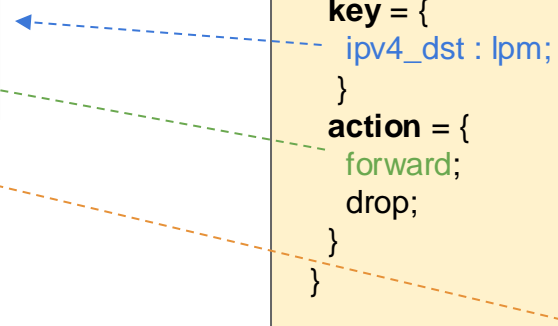 key = {
ipv4_dst : lpm;
}
action = {
forward;
drop;
}
}